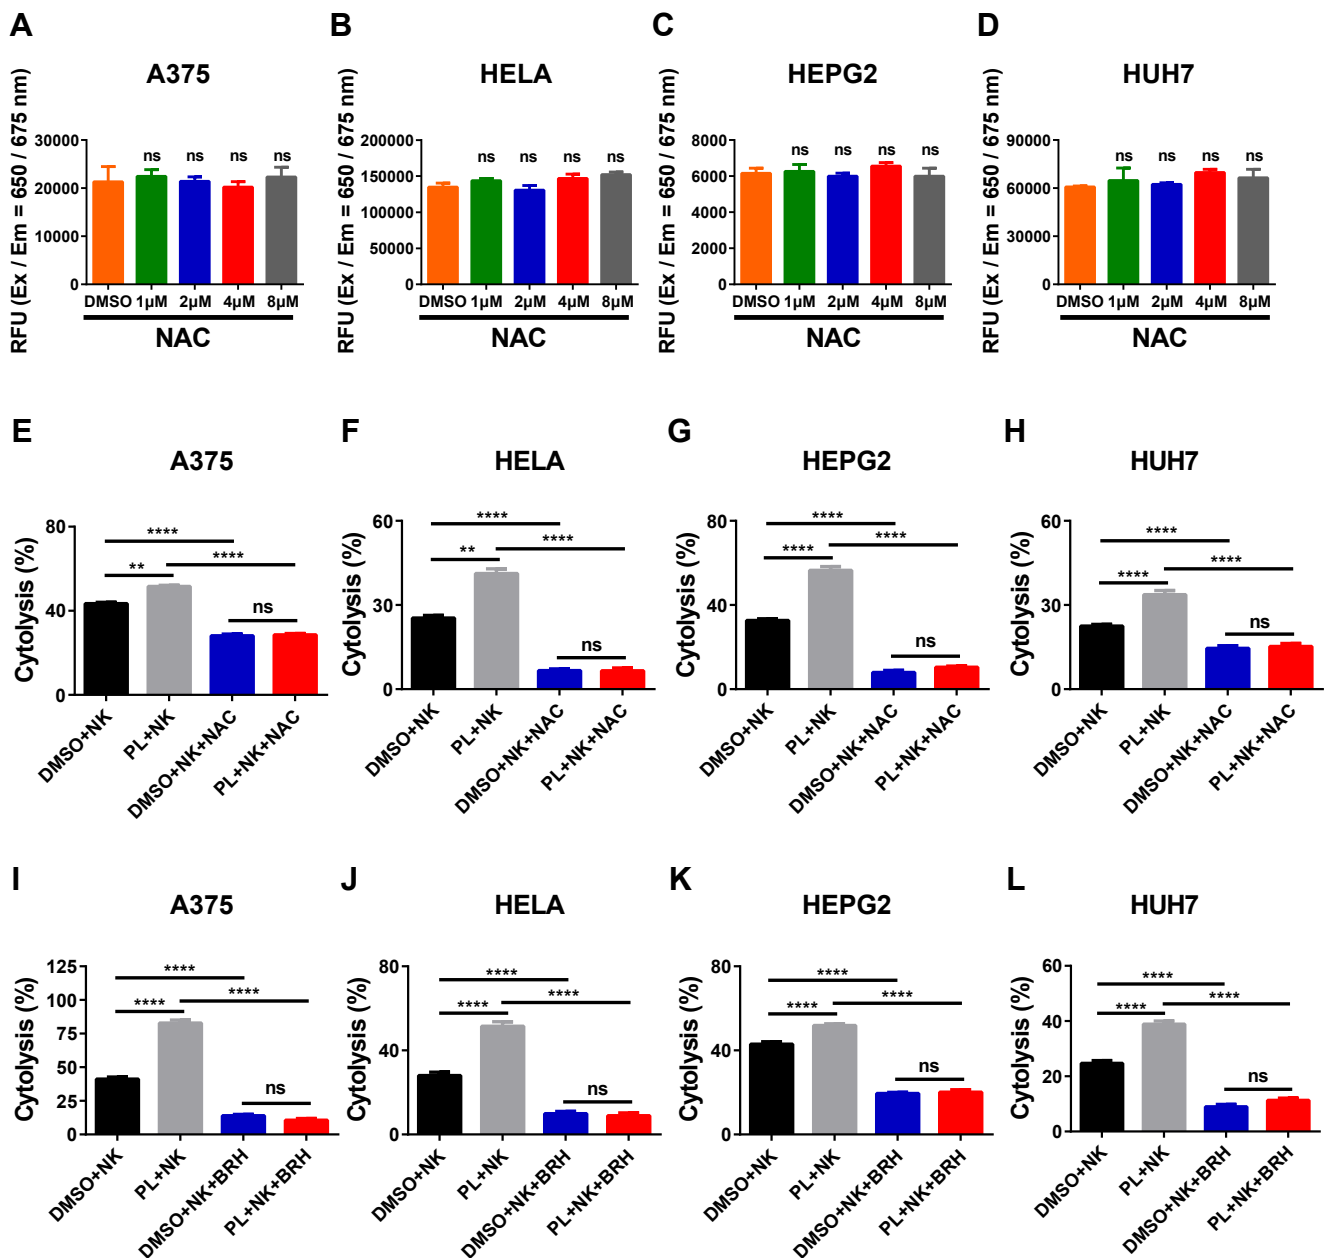 A
A375
RFU (Ex / Em = 650 / 675 nm)
30000
20000
10000
0
ns ns ns ns
DMSO 1μM 2μM 4μM 8μM
NAC
B
HELA
RFU (Ex / Em = 650 / 675 nm)
200000
150000
100000
50000
0
ns ns ns ns
DMSO 1μM 2μM 4μM 8μM
NAC
C
HEPG2
RFU (Ex / Em = 650 / 675 nm)
8000
6000
4000
2000
0
ns ns ns ns
DMSO 1μM 2μM 4μM 8μM
NAC
D
HUH7
RFU (Ex / Em = 650 / 675 nm)
90000
60000
30000
0
ns ns ns ns
DMSO 1μM 2μM 4μM 8μM
NAC
E
A375
Cytolysis (%)
80
40
0
****
** ****
ns
DMSO+NK
PL+NK
DMSO+NK+NAC
PL+NK+NAC
F
HELA
Cytolysis (%)
60
30
0
****
** ****
ns
DMSO+NK
PL+NK
DMSO+NK+NAC
PL+NK+NAC
G
HEPG2
Cytolysis (%)
80
40
0
****
**** ****
ns
DMSO+NK
PL+NK
DMSO+NK+NAC
PL+NK+NAC
H
HUH7
Cytolysis (%)
60
30
0
****
**** ****
ns
DMSO+NK
PL+NK
DMSO+NK+NAC
PL+NK+NAC
I
A375
Cytolysis (%)
125
100
75
50
25
0
****
**** ****
ns
DMSO+NK
PL+NK
DMSO+NK+BRH
PL+NK+BRH
J
HELA
Cytolysis (%)
80
40
0
****
**** ****
ns
DMSO+NK
PL+NK
DMSO+NK+BRH
PL+NK+BRH
K
HEPG2
Cytolysis (%)
80
40
0
****
**** ****
ns
DMSO+NK
PL+NK
DMSO+NK+BRH
PL+NK+BRH
L
HUH7
Cytolysis (%)
60
40
20
0
****
**** ****
ns
DMSO+NK
PL+NK
DMSO+NK+BRH
PL+NK+BRH